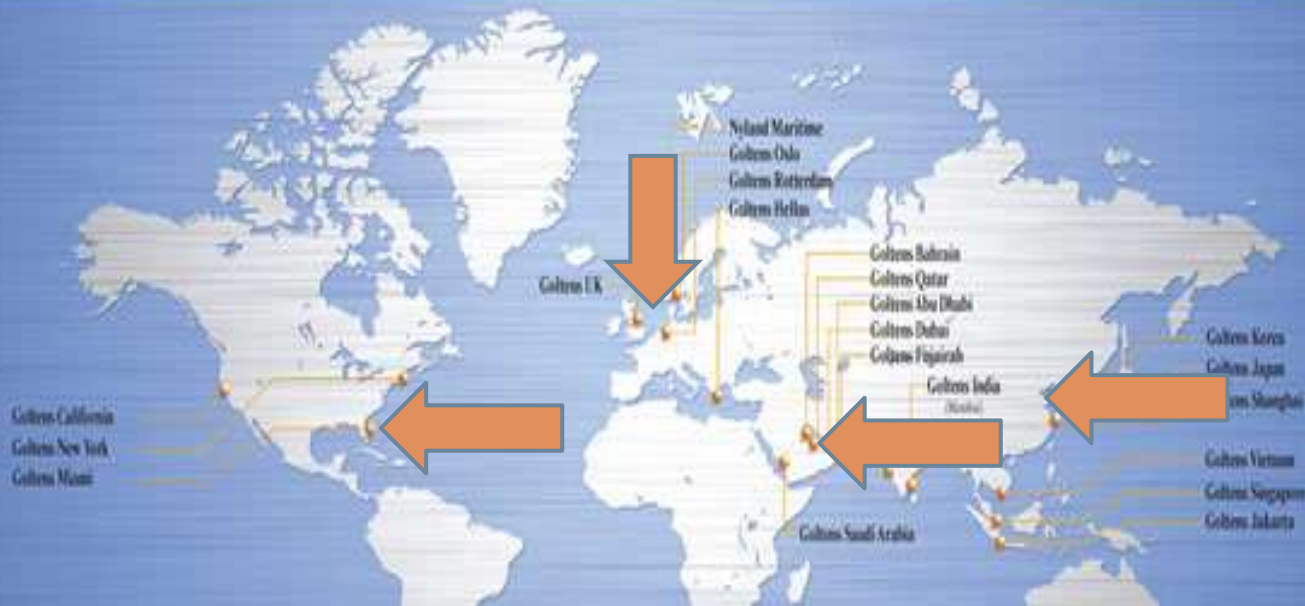 Nyland Maritime
Goltens Oslo
Goltens Rotterdam
Goltens Hellas
Goltens UK
Goltens Bahrain
Goltens Qatar
Goltens Abu Dhabi
Goltens Dubai
Goltens Fujairah
Goltens India
Goltens Korea
Goltens Japan
ens Shanghai
Goltens California
Goltens New York
Goltens Miami
Goltens Vietnam
Goltens Singapore
Goltens Jakarta
Goltens Saudi Arabia